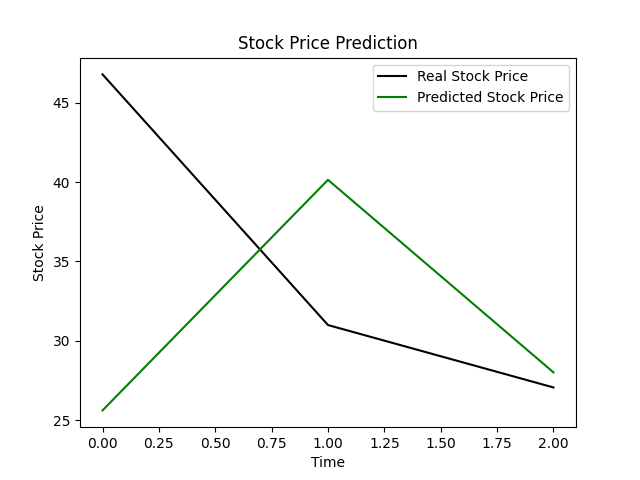 Stock Price Prediction
Real Stock Price
Predicted Stock Price
Stock Price
45
40
35
30
25
0.00 0.25 0.50 0.75 1.00 1.25 1.50 1.75 2.00
Time